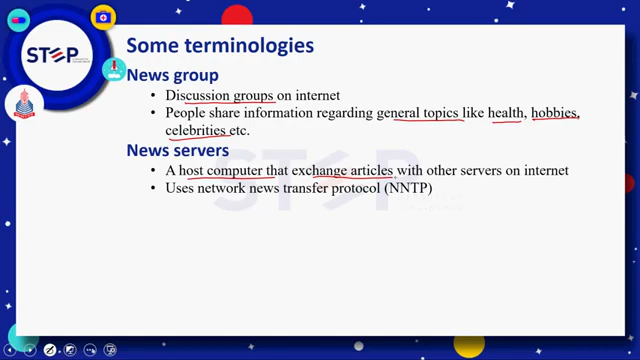 STEP
Some terminologies
News group
• Discussion groups on internet
• People share information regarding general topics like health, hobbies,
celebrities etc.
News servers
• A host computer that exchange articles with other servers on internet
• Uses network news transfer protocol (NNTP)
STEP